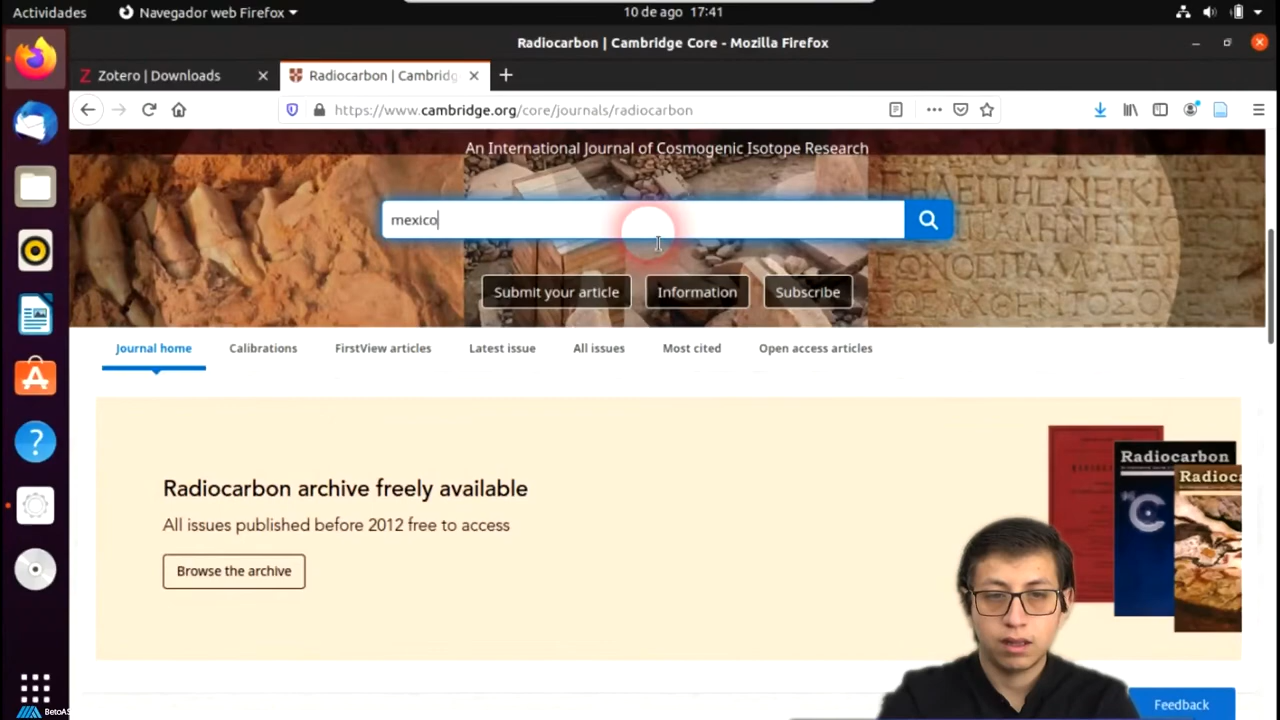 Actividades
Navegador web Firefox
10 de ago 17:41
Radiocarbon | Cambridge Core - Mozilla Firefox
Zotero | Downloads
Radiocarbon | Cambridg
https://www.cambridge.org/core/journals/radiocarbon
An International Journal of Cosmogenic Isotope Research
mexico
Submit your article
Information
Subscribe
Journal home
Calibrations
FirstView articles
Latest issue
All issues
Most cited
Open access articles
Radiocarbon archive freely available
All issues published before 2012 free to access
Browse the archive
Radiocarbon
Radioca
C
Feedback
BetoAS